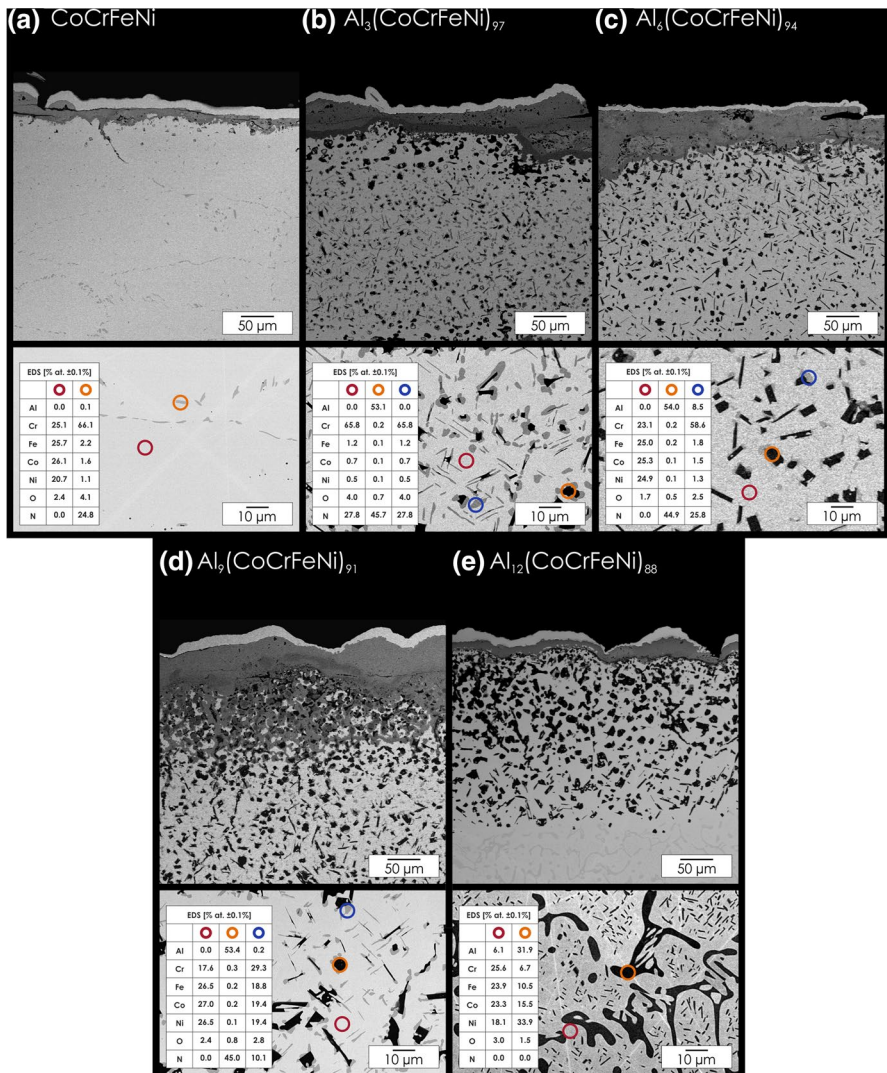 (a) CoCrFeNi
(b) Al₃(CoCrFeNi)₉₇
(c) Al₆(CoCrFeNi)₉₄
50 µm
50 µm
50 µm
EDS [% at. ±0.1%]
Al 0.0 0.1
Cr 25.1 66.1
Fe 25.7 2.2
Co 26.1 1.6
Ni 20.7 1.1
O 2.4 4.1
N 0.0 24.8
10 µm
EDS [% at. ±0.1%]
Al 0.0 53.1 0.0
Cr 65.8 0.2 65.8
Fe 1.2 0.1 1.2
Co 0.7 0.1 0.7
Ni 0.5 0.1 0.5
O 4.0 0.7 4.0
N 27.8 45.7 27.8
10 µm
EDS [% at. ±0.1%]
Al 0.0 54.0 8.5
Cr 23.1 0.2 58.6
Fe 25.0 0.2 1.8
Co 25.3 0.1 1.5
Ni 24.9 0.1 1.3
O 1.7 0.5 2.5
N 0.0 44.9 25.8
10 µm
(d) Al₉(CoCrFeNi)₉₁
(e) Al₁₂(CoCrFeNi)₈₈
50 µm
50 µm
EDS [% at. ±0.1%]
Al 0.0 53.4 0.2
Cr 17.6 0.3 29.3
Fe 26.5 0.2 18.8
Co 27.0 0.2 19.4
Ni 26.5 0.1 19.4
O 2.4 0.8 2.8
N 0.0 45.0 10.1
10 µm
EDS [% at. ±0.1%]
Al 6.1 31.9
Cr 25.6 6.7
Fe 23.9 10.5
Co 23.3 15.5
Ni 18.1 33.9
O 3.0 1.5
N 0.0 0.0
10 µm